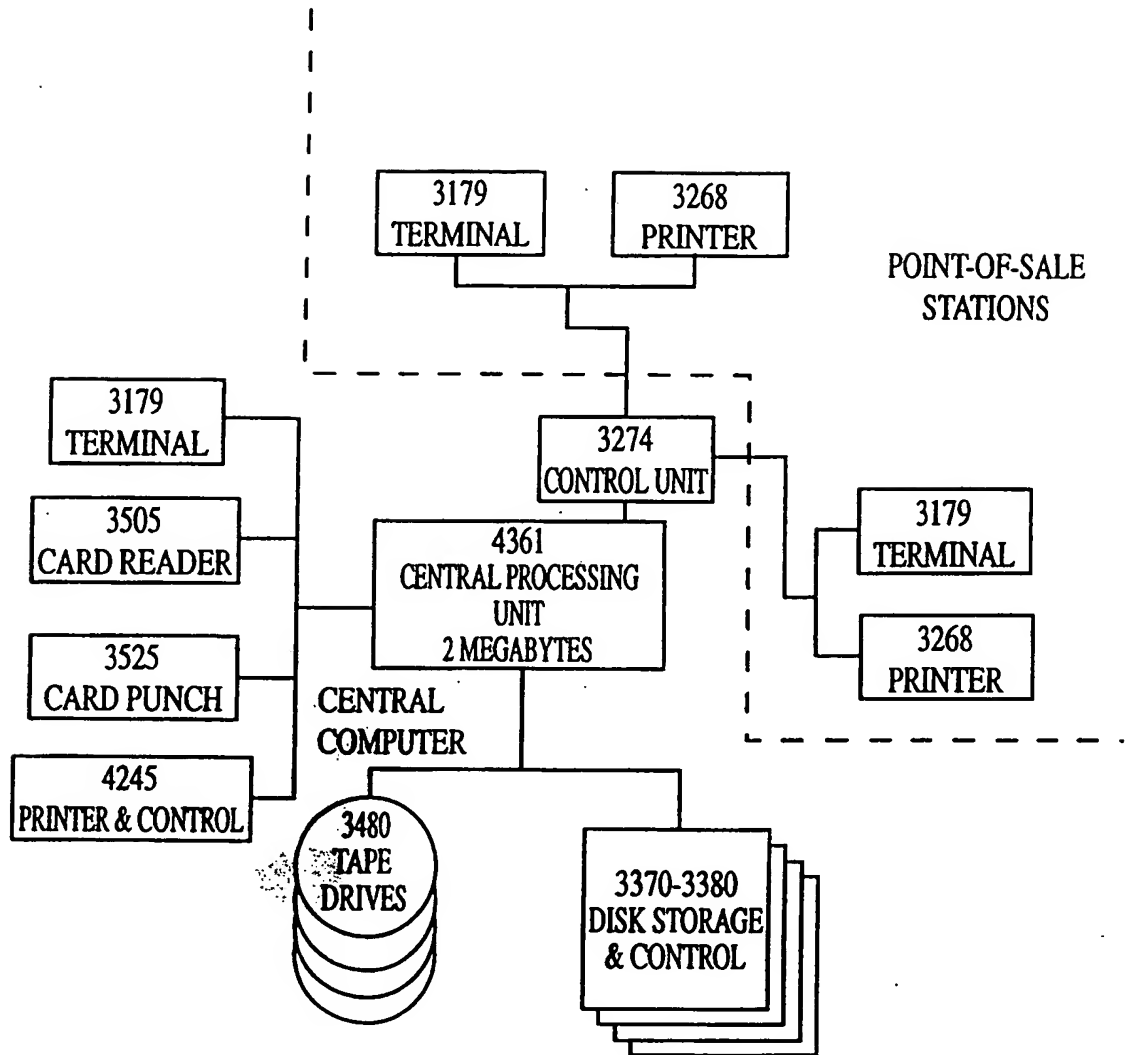 3179
TERMINAL
3268
PRINTER
POINT-OF-SALE
STATIONS
3179
TERMINAL
3274
CONTROL UNIT
3505
CARD READER
4361
CENTRAL PROCESSING
UNIT
2 MEGABYTES
3179
TERMINAL
3268
PRINTER
3525
CARD PUNCH
CENTRAL
COMPUTER
4245
PRINTER & CONTROL
3480
TAPE
DRIVES
3370-3380
DISK STORAGE
& CONTROL